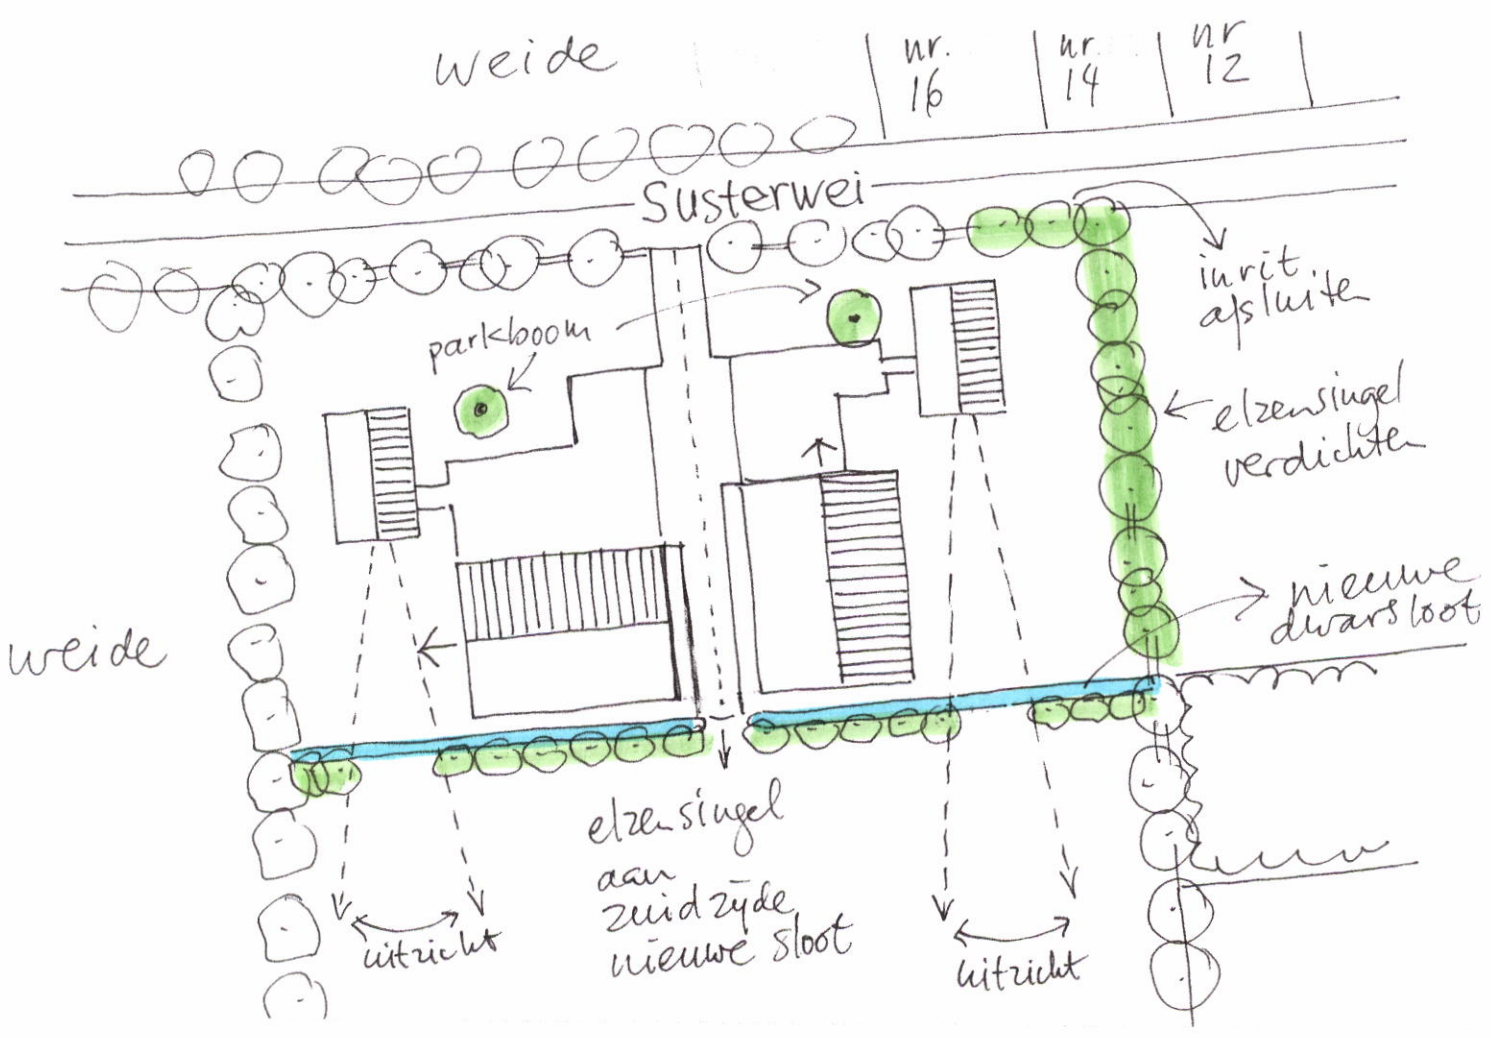 weide
nr.
16
nr.
14
nr
12
Susterwei
inrit
afsluiten
parkboom
elzensingel
verdichten
nieuwe
dwarssloot
weide
elzensingel
aan
zuidzijde
nieuwe sloot
uitzicht
uitzicht